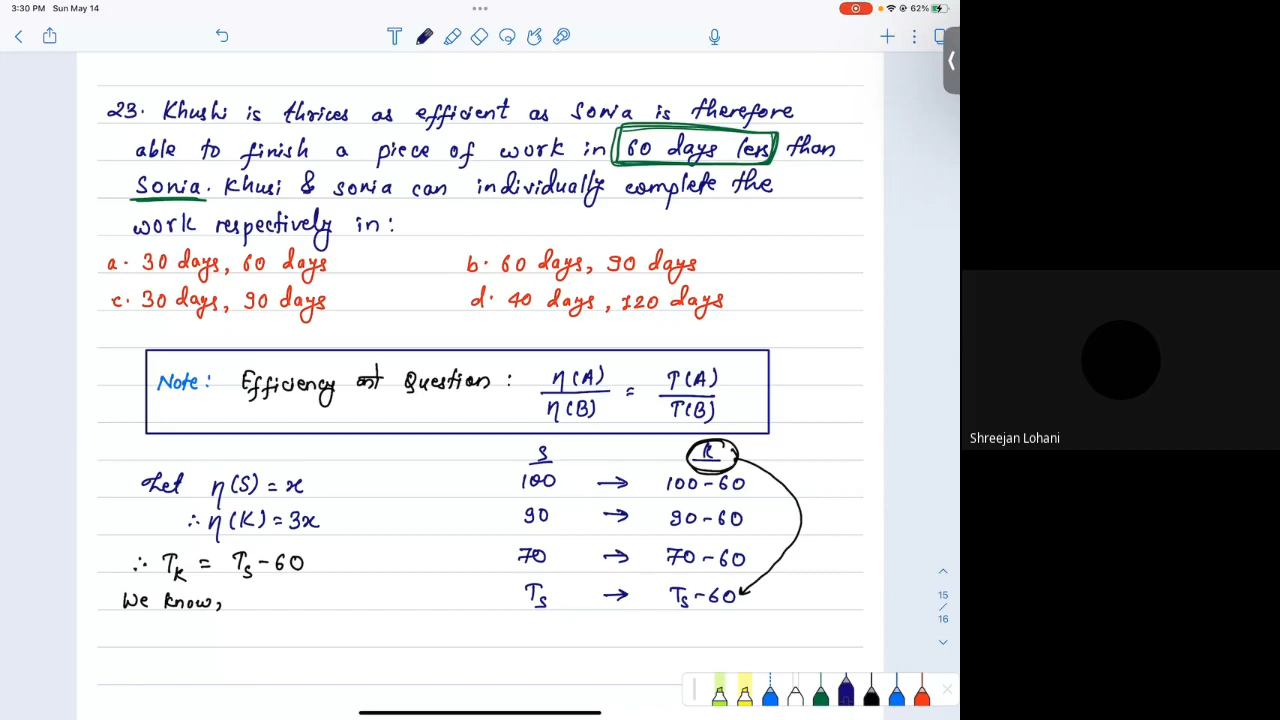 3:30 PM Sun May 14
62%
23. Khushi is thrices as efficient as Sonia is therefore
able to finish a piece of work in 60 days less than
Sonia. Khusi & sonia can individually complete the
work respectively in:
a. 30 days, 60 days
b. 60 days, 90 days
c. 30 days, 90 days
d. 40 days, 120 days
Note: Efficiency Question: η(A)/η(B) = T(A)/T(B)
S K
Let η(S) = x
100 → 100-60
∴ η(K) = 3x
90 → 90-60
∴ T_K = T_S - 60
70 → 70-60
We know,
T_S → T_S-60
15
/
16
Shreejan Lohani